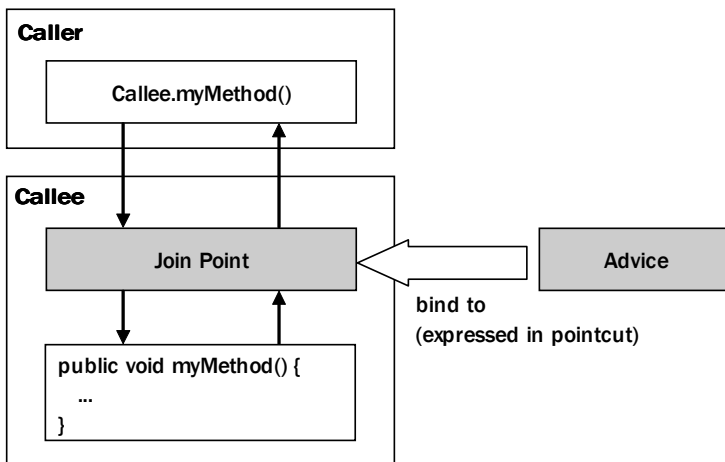 Caller
Callee.myMethod()
Callee
Join Point
Advice
bind to
(expressed in pointcut)
public void myMethod() {
...
}